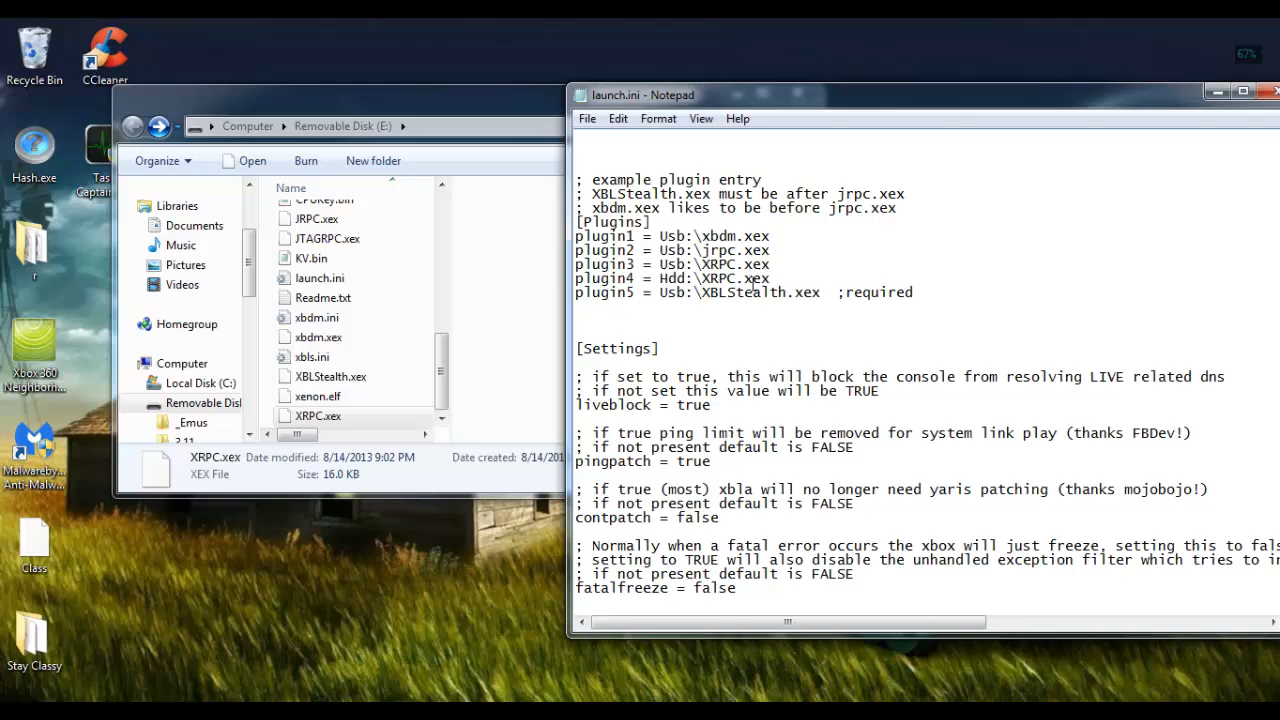 67%
Recycle Bin
CCleaner
launch.ini - Notepad
File Edit Format View Help
Computer Removable Disk (E:)
Organize Open Burn New folder
Hash.exe
Tas
Captain
r
Xbox 360
Neighborh...
Malwareby...
Anti-Malw...
Class
Stay Classy
Libraries
Documents
Music
Pictures
Videos
Homegroup
Computer
Local Disk (C:)
Removable Disk
_Emus
3.11
Name
CPUKey.bin
JRPC.xex
JTAGRPC.xex
KV.bin
launch.ini
Readme.txt
xbdm.ini
xbdm.xex
xbls.ini
XBLStealth.xex
xenon.elf
XRPC.xex
XRPC.xex Date modified: 8/14/2013 9:02 PM Date created: 8/14/201
XEX File Size: 16.0 KB
; example plugin entry
; XBLStealth.xex must be after jrpc.xex
; xbdm.xex likes to be before jrpc.xex
[Plugins]
plugin1 = Usb:\xbdm.xex
plugin2 = Usb:\jrpc.xex
plugin3 = Usb:\XRPC.xex
plugin4 = Hdd:\XRPC.xex
plugin5 = Usb:\XBLStealth.xex ;required
[Settings]
; if set to true, this will block the console from resolving LIVE related dns
; if not set this value will be TRUE
liveblock = true
; if true ping limit will be removed for system link play (thanks FBDev!)
; if not present default is FALSE
pingpatch = true
; if true (most) xbla will no longer need yaris patching (thanks mojobojo!)
; if not present default is FALSE
contpatch = false
; Normally when a fatal error occurs the xbox will just freeze, setting this to fals
; setting to TRUE will also disable the unhandled exception filter which tries to in
; if not present default is FALSE
fatalfreeze = false